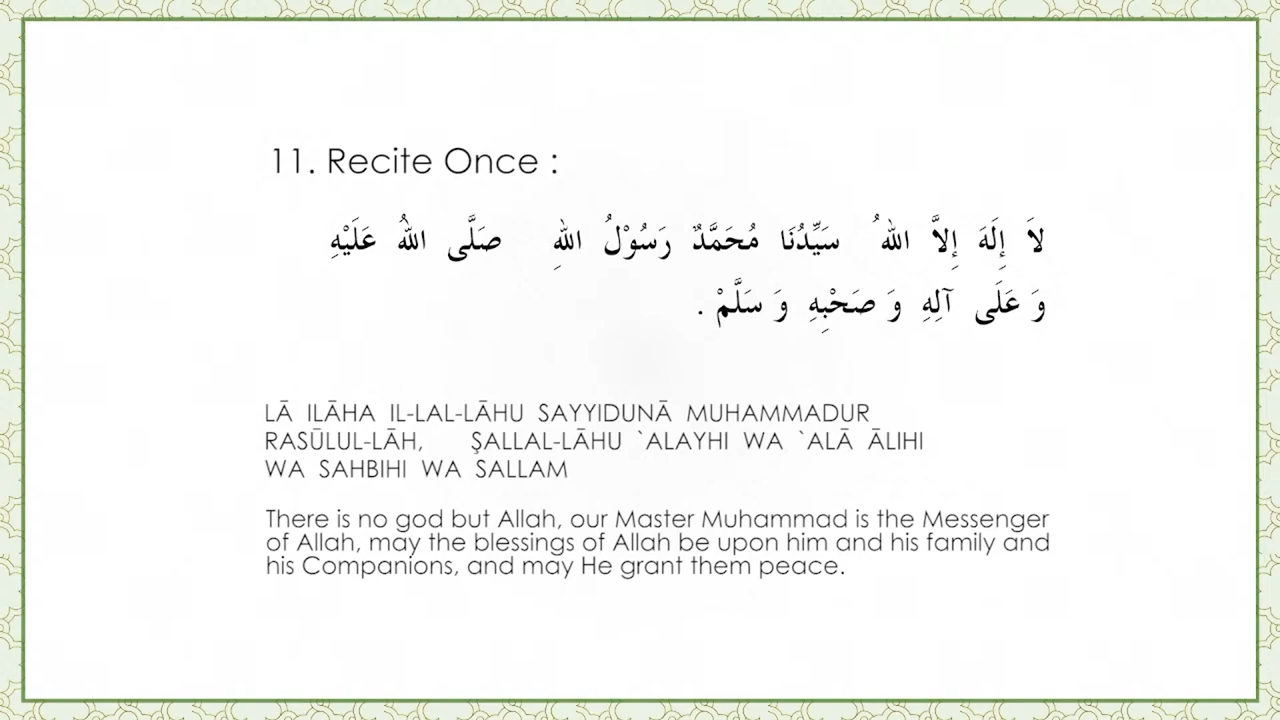 11. Recite Once :
لاَ إِلَهَ إِلاَّ اللهُ سَيِّدُنَا مُحَمَّدٌ رَسُوْلُ اللهِ صَلَّى اللهُ عَلَيْهِ
وَ عَلَى آلِهِ وَ صَحْبِهِ وَ سَلَّمْ .
LĀ ILĀHA IL-LAL-LĀHU SAYYIDUNĀ MUHAMMADUR
RASŪLUL-LĀH, ŞALLAL-LĀHU `ALAYHI WA `ALĀ ĀLIHI
WA SAHBIHI WA SALLAM
There is no god but Allah, our Master Muhammad is the Messenger
of Allah, may the blessings of Allah be upon him and his family and
his Companions, and may He grant them peace.